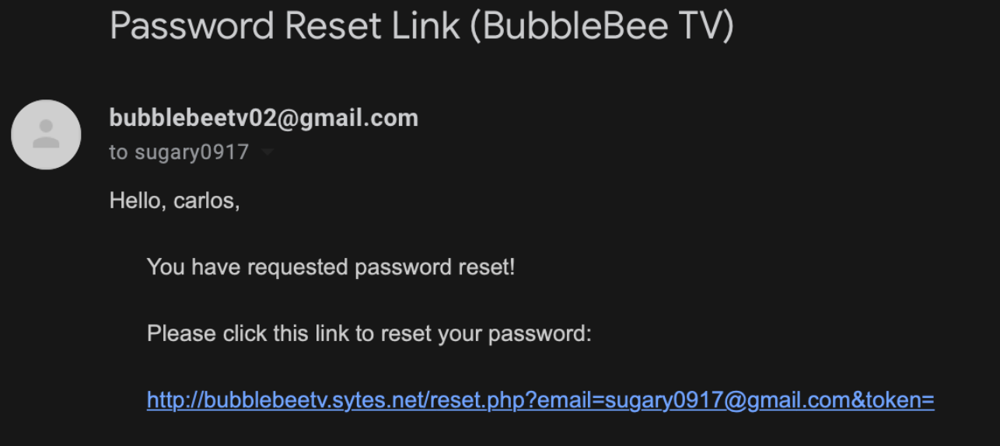 Password Reset Link (BubbleBee TV)
bubblebeetv02@gmail.com
to sugary0917
Hello, carlos,
You have requested password reset!
Please click this link to reset your password:
http://bubblebeetv.sytes.net/reset.php?email=sugary0917@gmail.com&token=